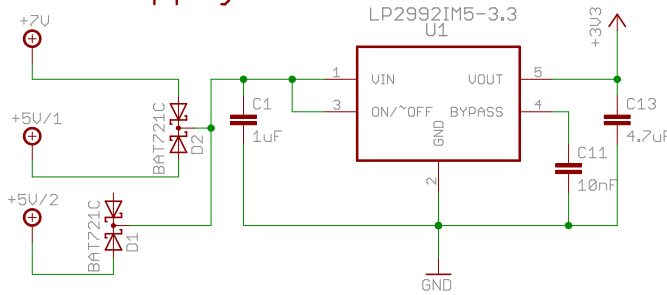 LP2992IM5-3.3
U1
+7V
+3V3
1
VIN
VOUT
5
+5V/1
BAT721C
D2
C1
1uF
3
ON/~OFF
BYPASS
4
C13
4.7uF
GND
2
C11
10nF
+5V/2
BAT721C
D1
GND